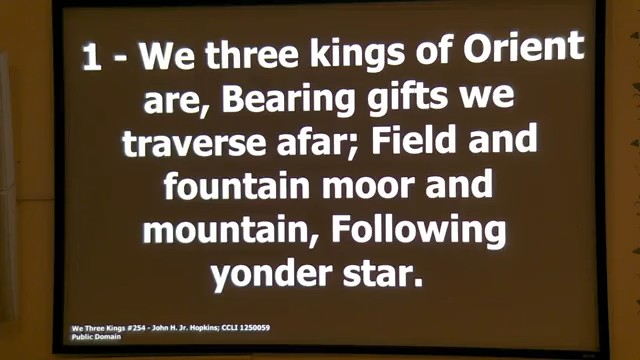 1 - We three kings of Orient
are, Bearing gifts we
traverse afar; Field and
fountain moor and
mountain, Following
yonder star.
We Three Kings #254 - John H. Jr. Hopkins; CCLI 1250059
Public Domain